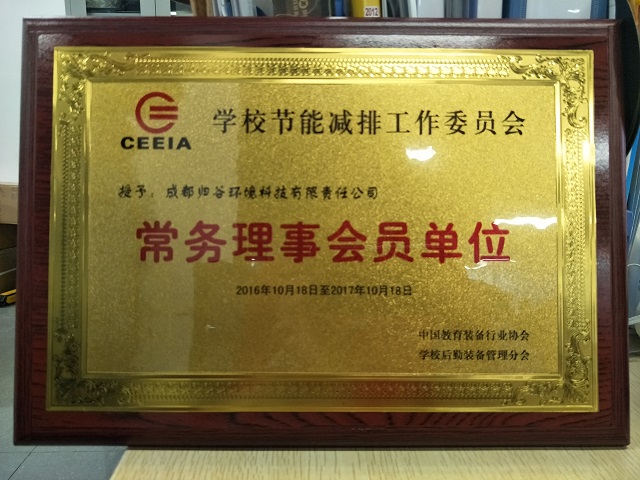 2012
CEEIA
学校节能减排工作委员会
授予：成都归谷环境科技有限责任公司
常务理事会员单位
2016年10月18日至2017年10月18日
中国教育装备行业协会
学校后勤装备管理分会